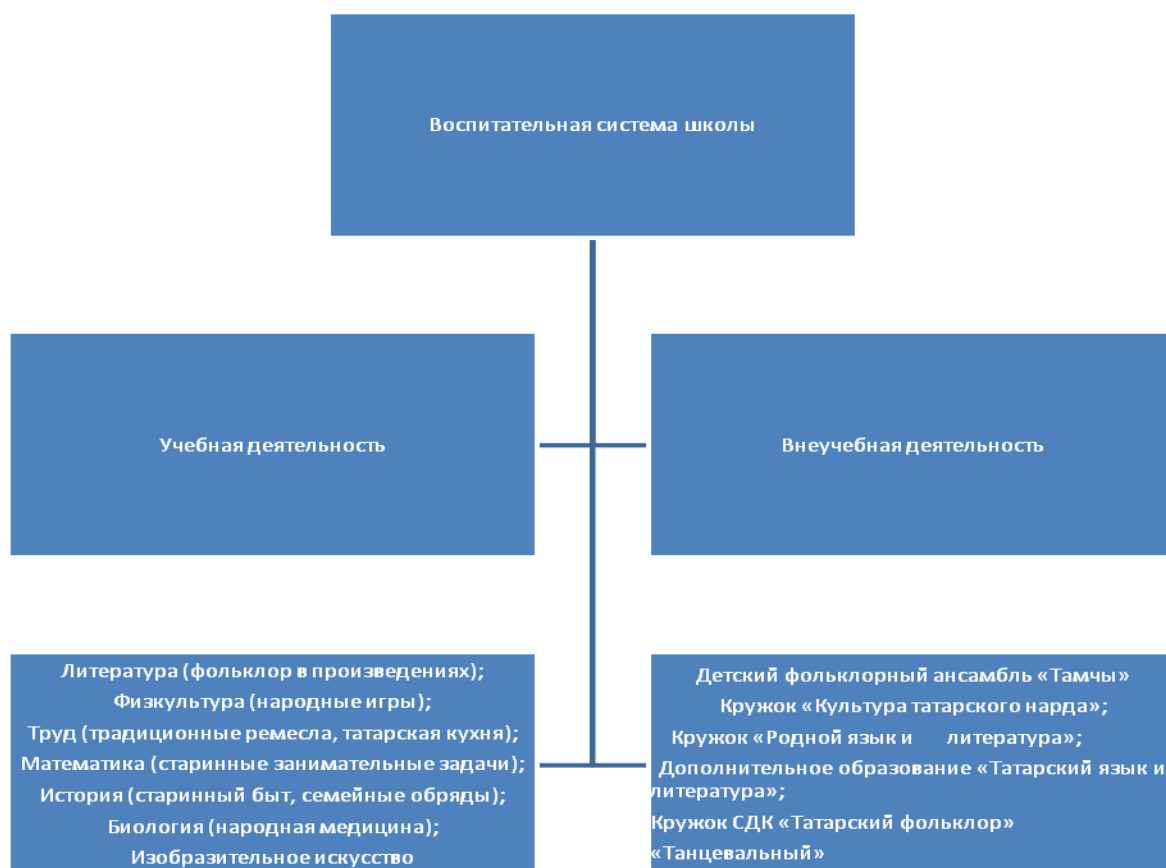 Воспитательная система школы
Учебная деятельность
Внеучебная деятельность
Литература (фольклор в произведениях);
Физкультура (народные игры);
Труд (традиционные ремесла, татарская кухня);
Математика (старинные занимательные задачи);
История (старинный быт, семейные обряды);
Биология (народная медицина);
Изобразительное искусство
Детский фольклорный ансамбль «Тамчы»
Кружок «Культура татарского нарда»;
Кружок «Родной язык и литература»;
Дополнительное образование «Татарский язык и
литература»;
Кружок СДК «Татарский фольклор»
«Танцевальный»